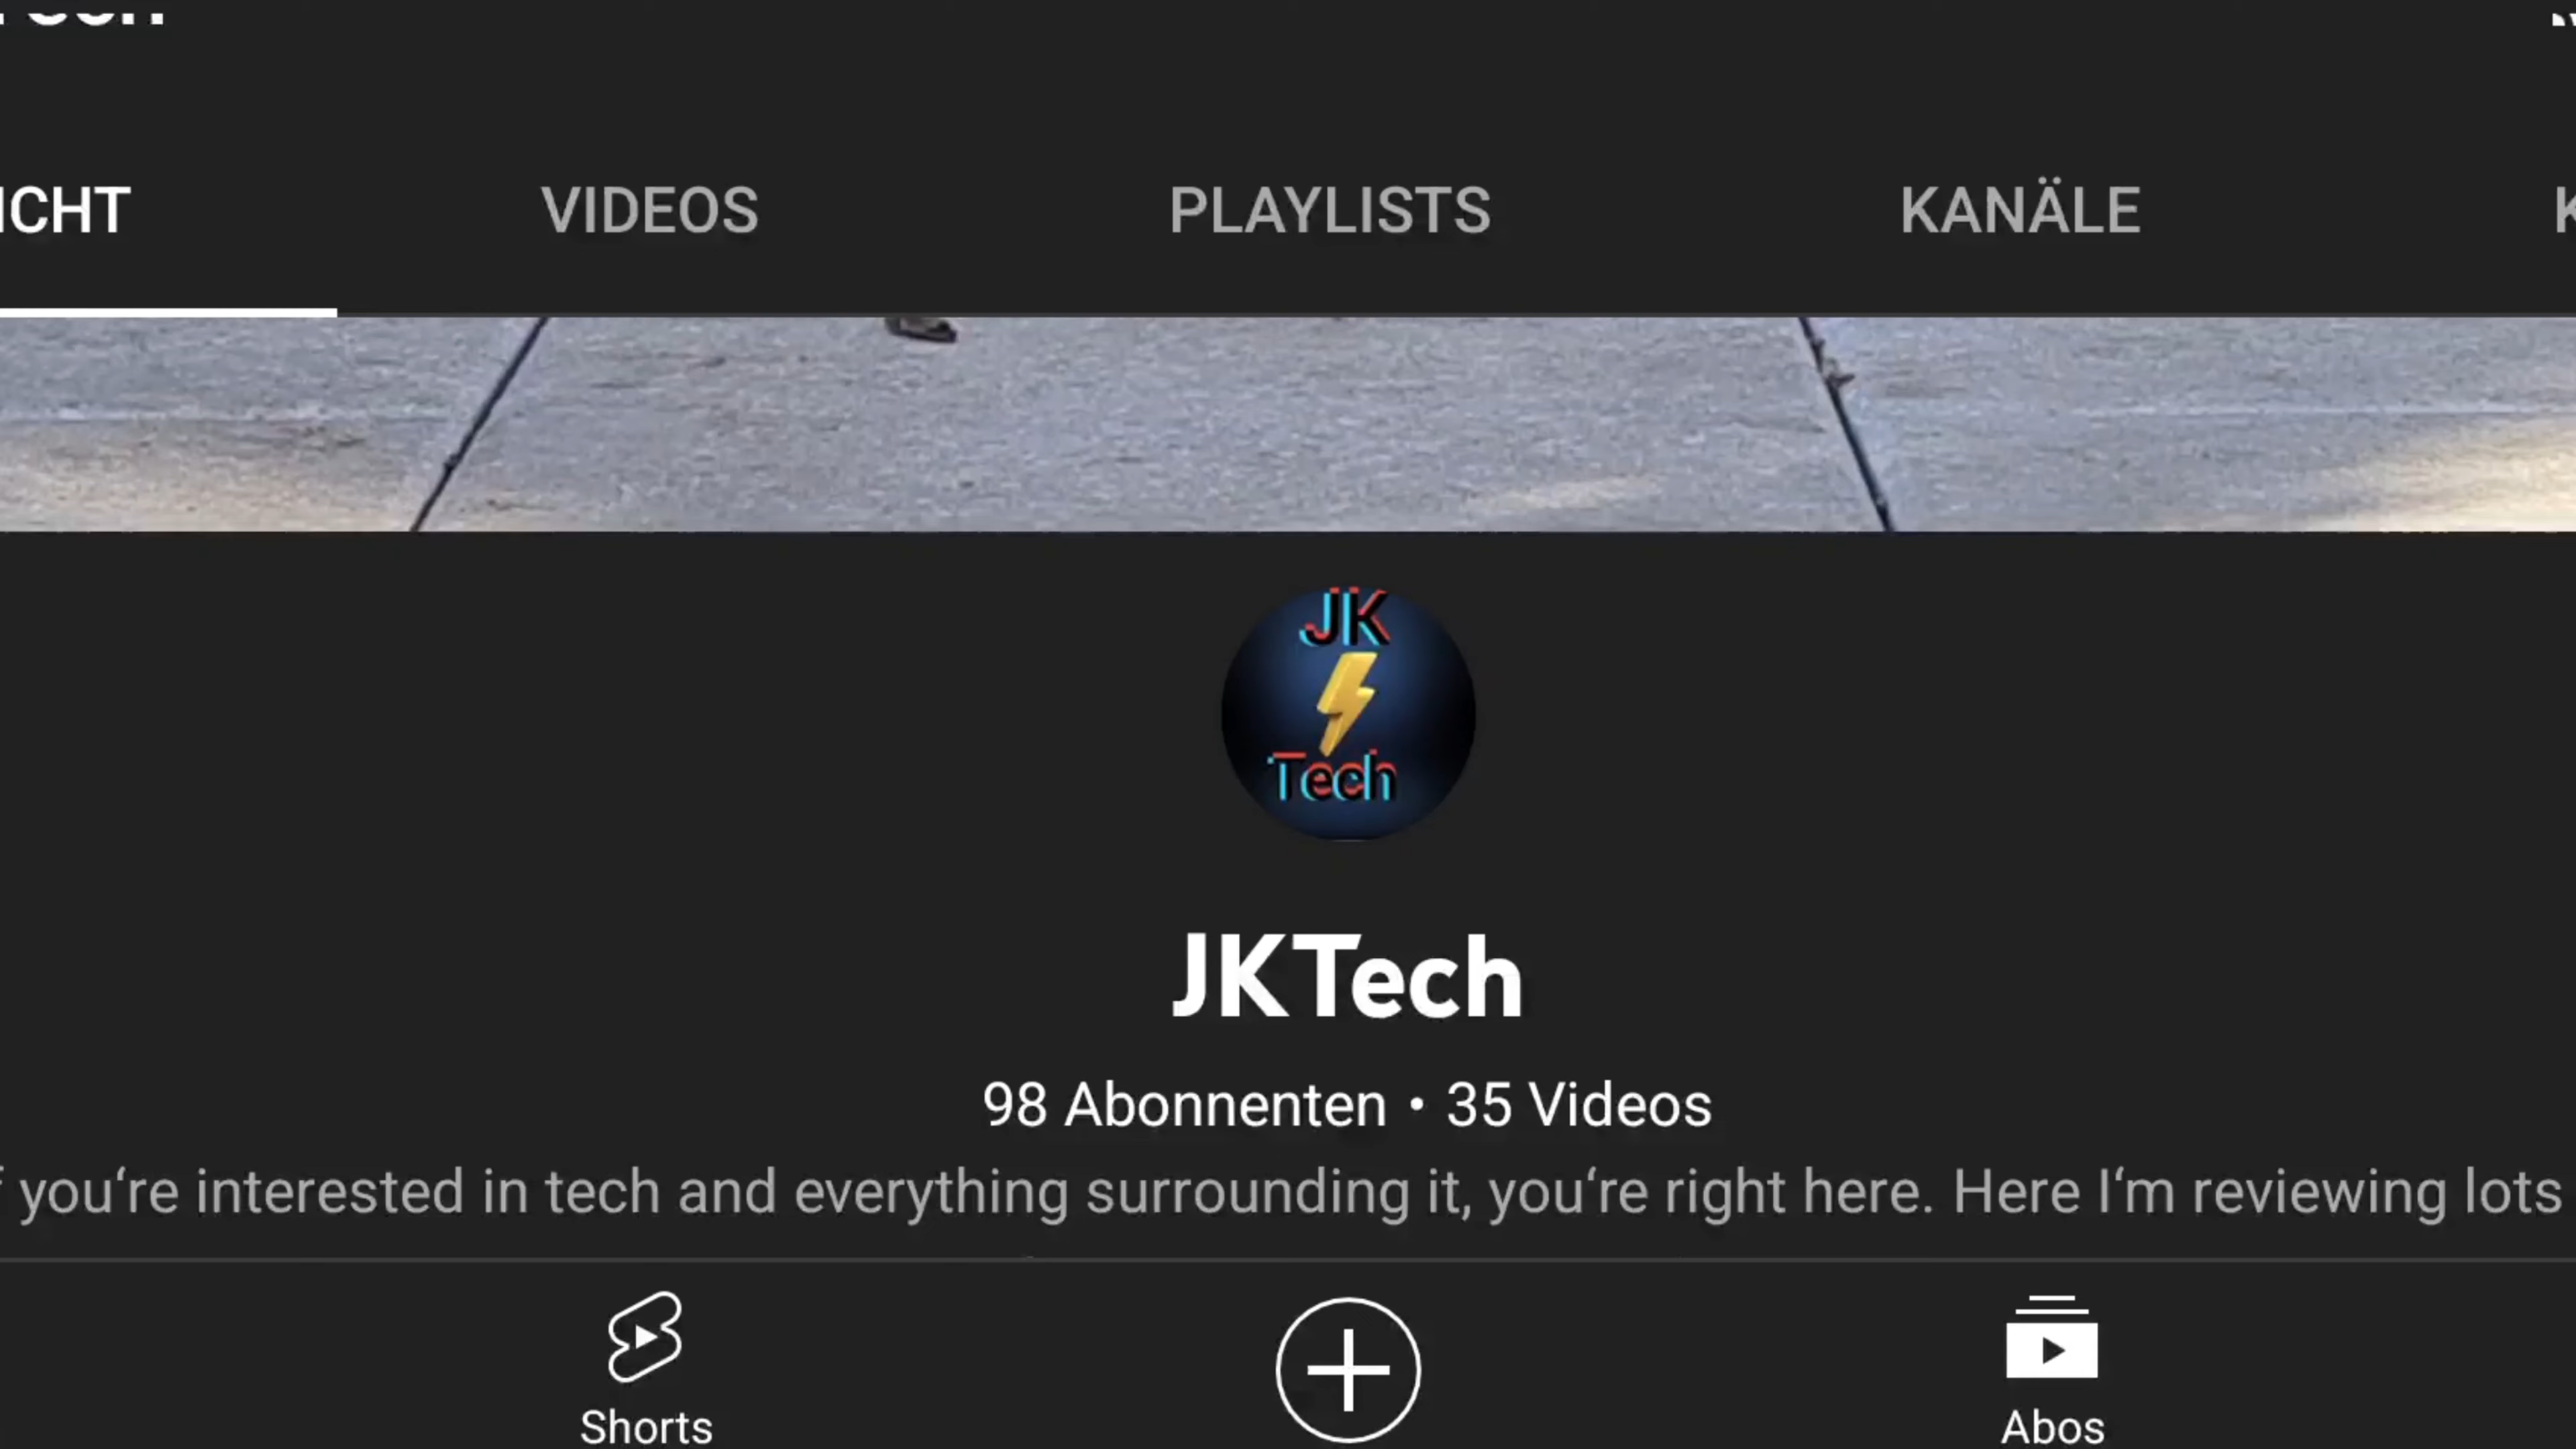 ICHT VIDEOS PLAYLISTS KANÄLE K
JK
Tech
JKTech
98 Abonnenten • 35 Videos
you‘re interested in tech and everything surrounding it, you‘re right here. Here I‘m reviewing lots
Shorts Abos